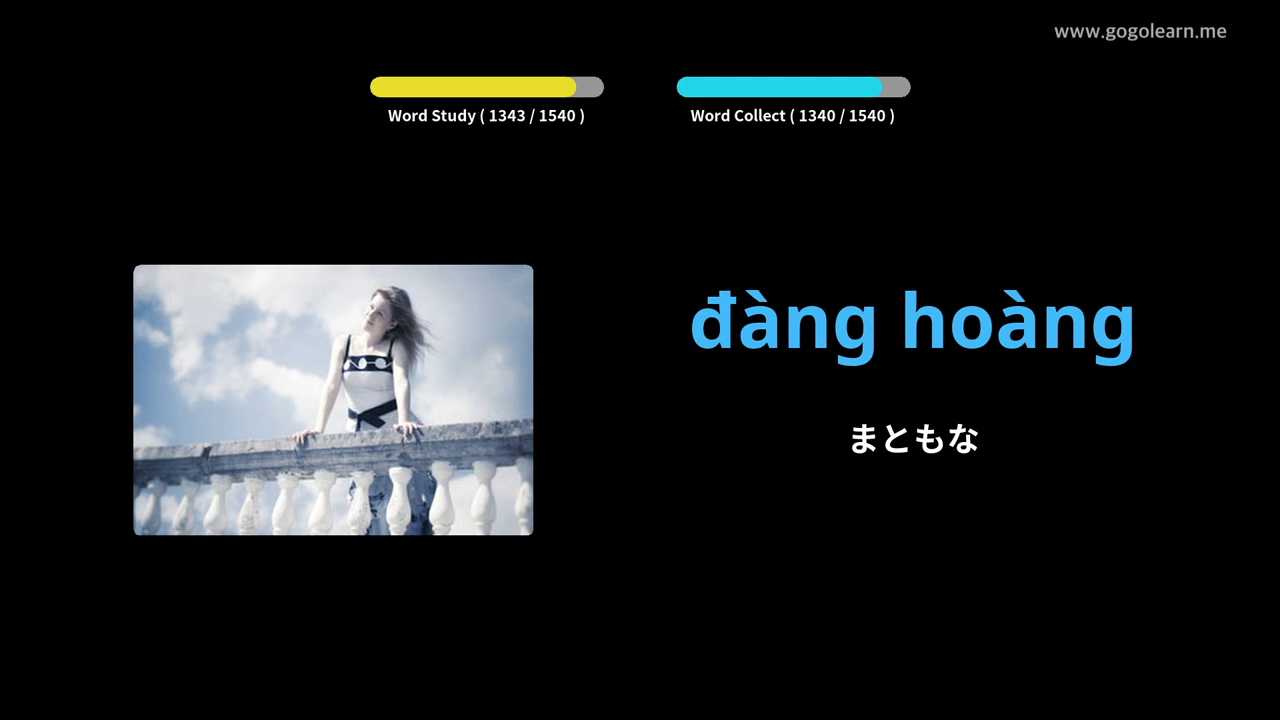 www.gogolearn.me
Word Study ( 1343 / 1540 )
Word Collect ( 1340 / 1540 )
đàng hoàng
まともな